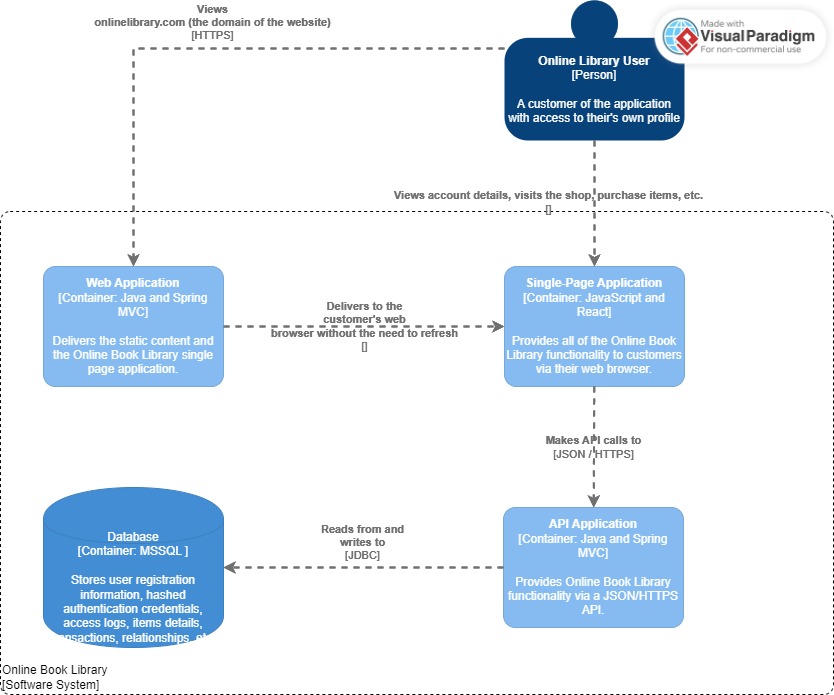 Views
onlinelibrary.com (the domain of the website)
[HTTPS]
Made with
Visual Paradigm
For non-commercial use
Online Library User
[Person]
A customer of the application
with access to their's own profile
Views account details, visits the shop, purchase items, etc.
[]
Web Application
[Container: Java and Spring
MVC]
Delivers the static content and
the Online Book Library single
page application.
Delivers to the
customer's web
browser without the need to refresh
[]
Single-Page Application
[Container: JavaScript and
React]
Provides all of the Online Book
Library functionality to customers
via their web browser.
Makes API calls to
[JSON / HTTPS]
Database
[Container: MSSQL ]
Stores user registration
information, hashed
authentication credentials,
access logs, items details,
relationships,
Reads from and
writes to
[JDBC]
API Application
[Container: Java and Spring
MVC]
Provides Online Book Library
functionality via a JSON/HTTPS
API.
Online Book Library
[Software System]